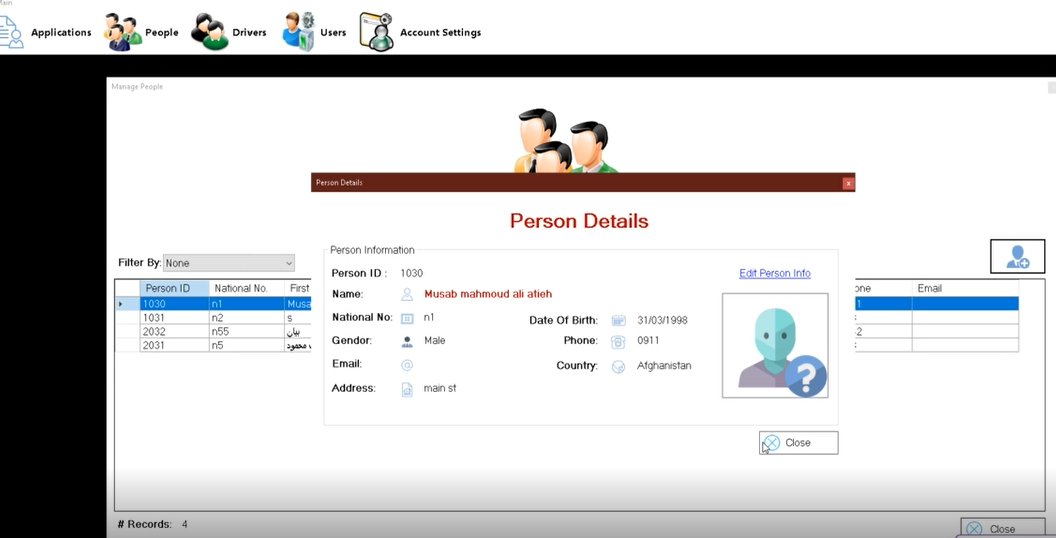 Main
Applications People Drivers Users Account Settings
Manage People
Person Details x
Person Details
Person Information
Filter By: None
Person ID : 1030 Edit Person Info
Name: Musab mahmoud ali atieh
National No: n1 Date Of Birth: 31/03/1998
Gender: Male Phone: 0911
Email: Country: Afghanistan
Address: main st
Close
Person ID National No. First one Email
1030 n1 Musa 1
1031 n2 s
2032 n55 بيان 2
2031 n5 محمود
# Records: 4 Close